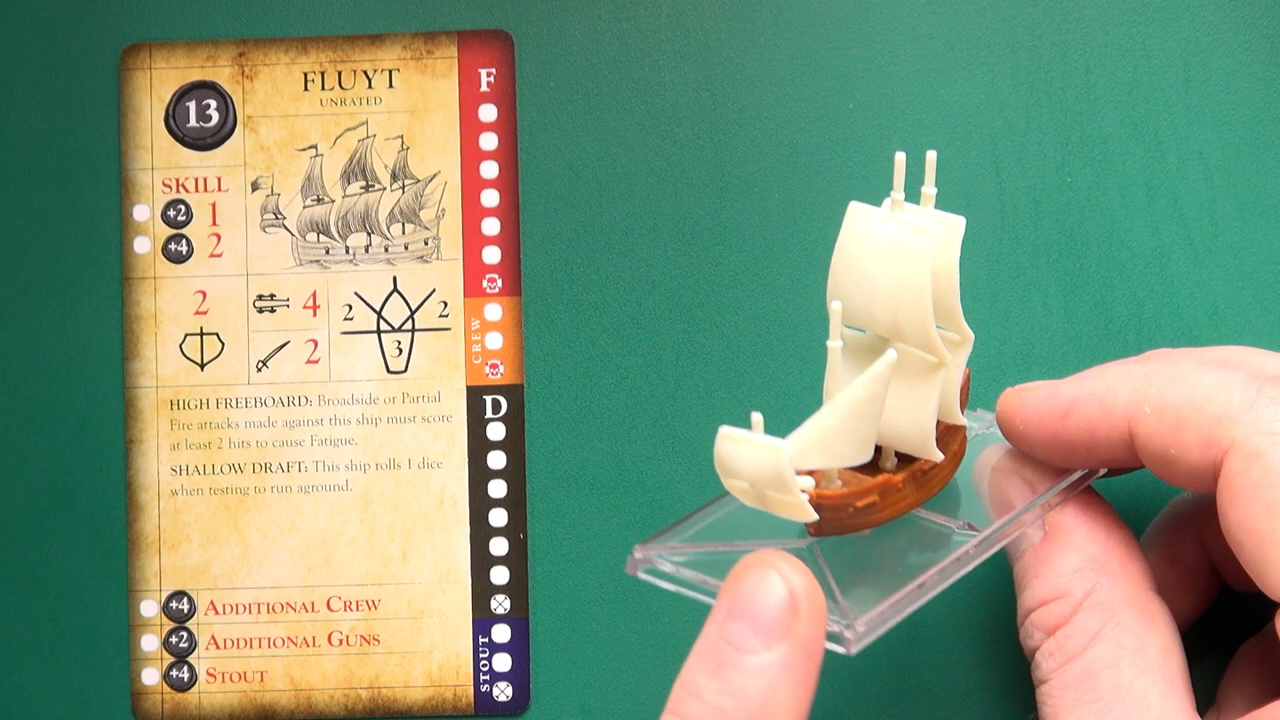 FLUYT
UNRATED
13
SKILL
+2 1
+4 2
2
4
2
2 2
3
HIGH FREEBOARD: Broadside or Partial
Fire attacks made against this ship must score
at least 2 hits to cause Fatigue.
SHALLOW DRAFT: This ship rolls 1 dice
when testing to run aground.
+4 ADDITIONAL CREW
+2 ADDITIONAL GUNS
+4 STOUT
F
CREW
D
STOUT